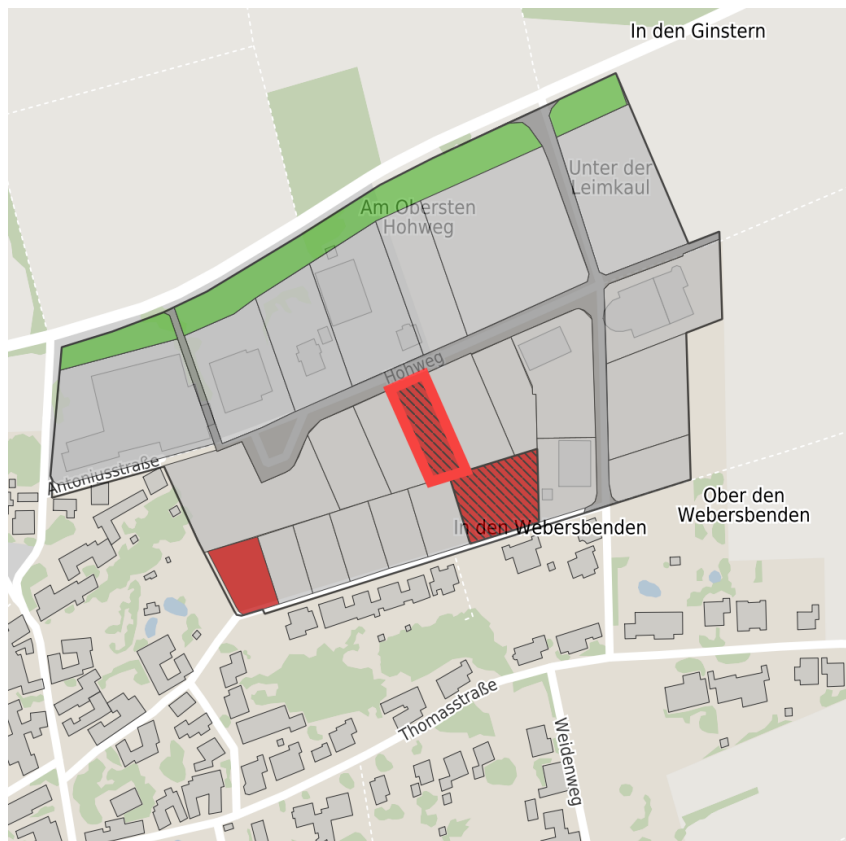 In den Ginstern
Unter der
Leimkaul
Am Obersten
Hohweg
Hohweg
Antoniusstraße
Ober den
Webersbenden
In den Webersbenden
Thomasstraße
Weidenweg